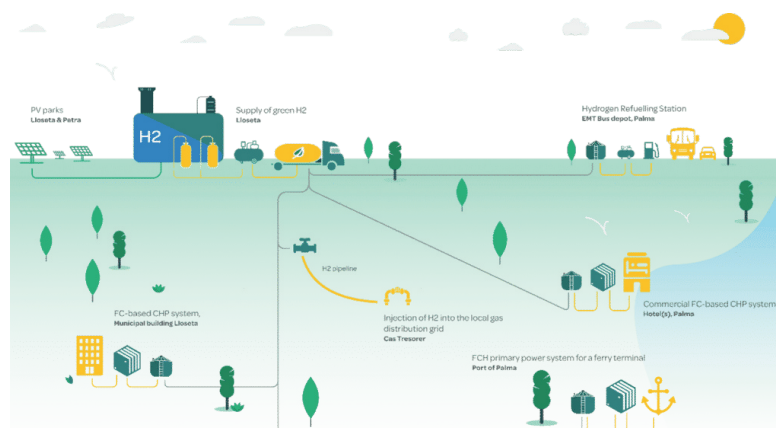 PV parks
Lloseta & Petra
H2
Supply of green H2
Lloseta
Hydrogen Refuelling Station
EMT Bus depot, Palma
H2 pipeline
Injection of H2 into the local gas
distribution grid
Cas Tresorer
Commercial FC-based CHP system
Hotel(s), Palma
FC-based CHP system,
Municipal building Lloseta
FCH primary power system for a ferry terminal
Port of Palma